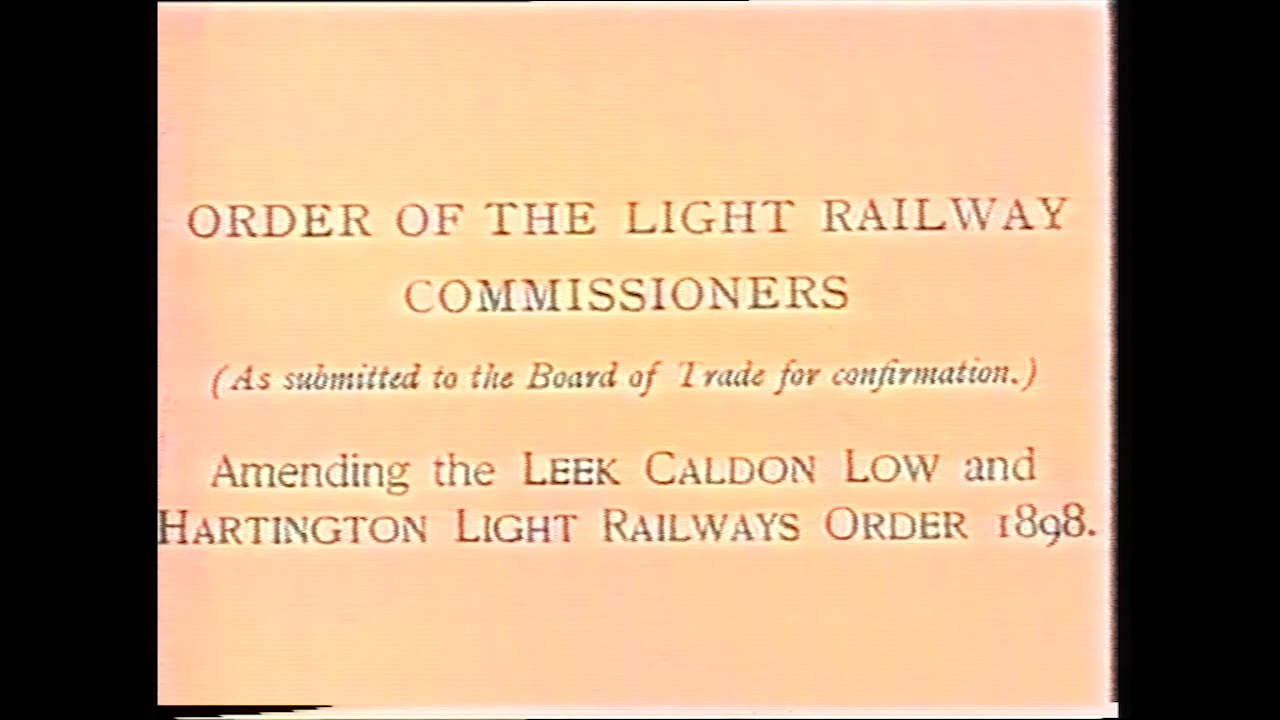 ORDER OF THE LIGHT RAILWAY
COMMISSIONERS
(As submitted to the Board of Trade for confirmation.)
Amending the LEEK CALDON LOW and
HARTINGTON LIGHT RAILWAYS ORDER 1898.